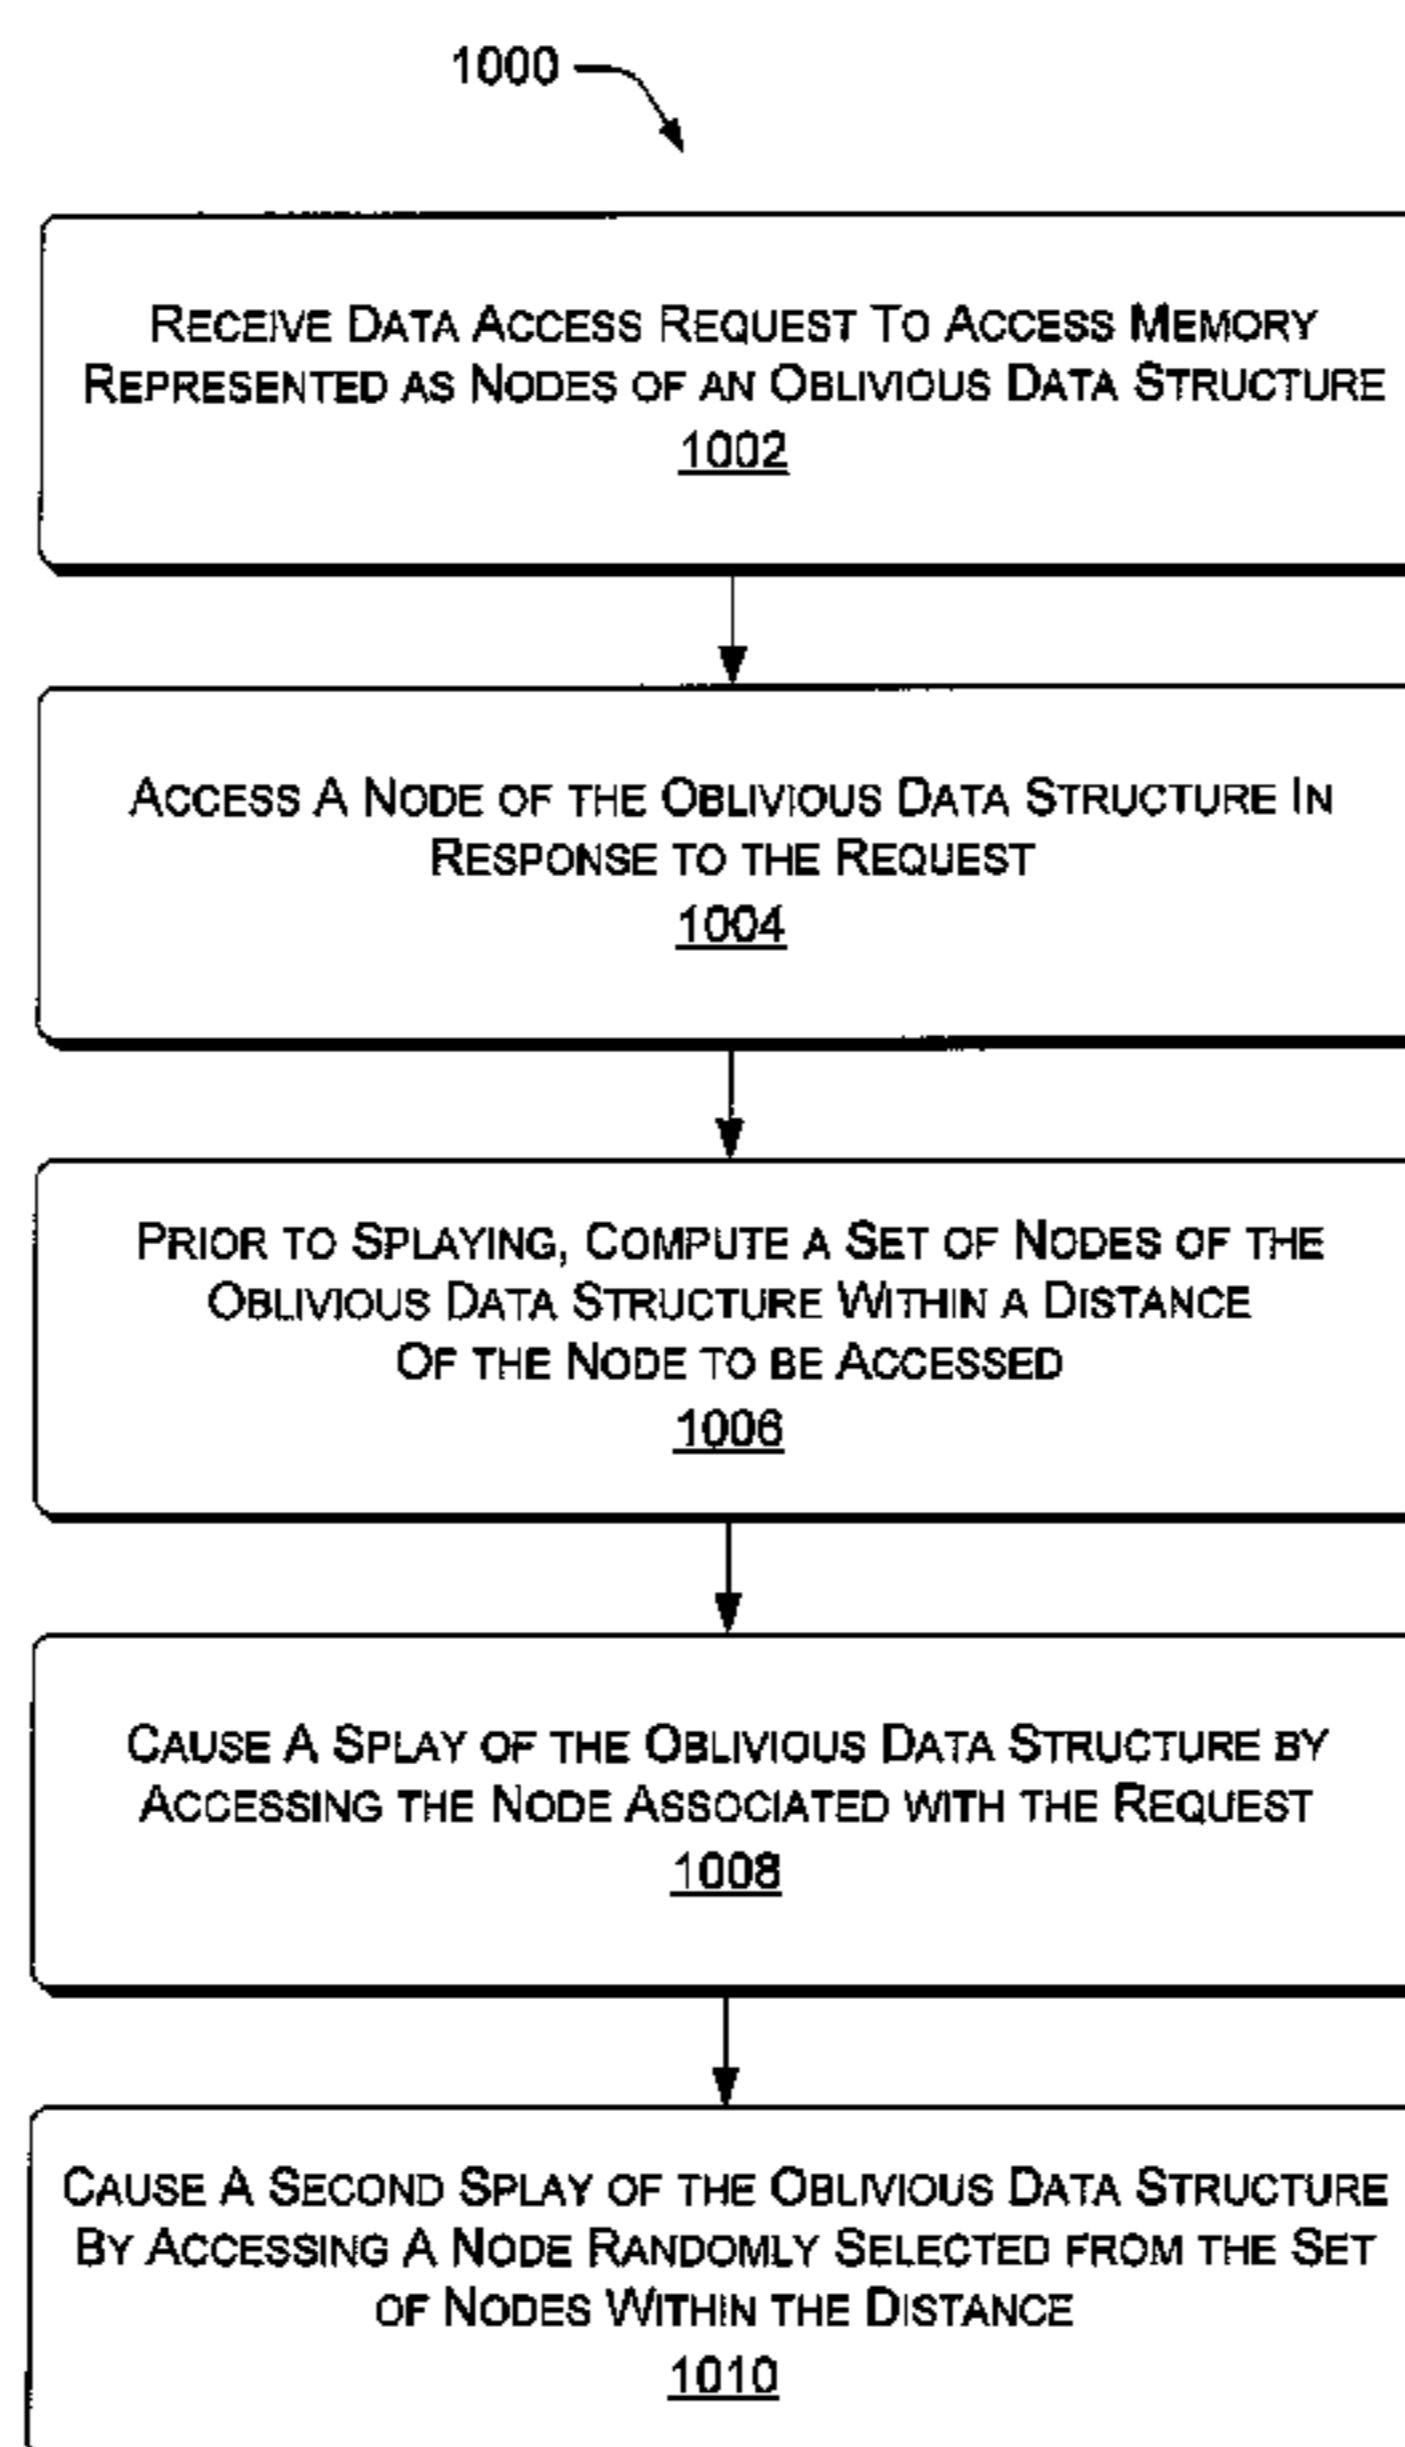 1000
RECEIVE DATA ACCESS REQUEST TO ACCESS MEMORY
REPRESENTED AS NODES OF AN OBLIVIOUS DATA STRUCTURE
1002
ACCESS A NODE OF THE OBLIVIOUS DATA STRUCTURE IN
RESPONSE TO THE REQUEST
1004
PRIOR TO SPLAYING, COMPUTE A SET OF NODES OF THE
OBLIVIOUS DATA STRUCTURE WITHIN A DISTANCE
OF THE NODE TO BE ACCESSED
1006
CAUSE A SPLAY OF THE OBLIVIOUS DATA STRUCTURE BY
ACCESSING THE NODE ASSOCIATED WITH THE REQUEST
1008
CAUSE A SECOND SPLAY OF THE OBLIVIOUS DATA STRUCTURE
BY ACCESSING A NODE RANDOMLY SELECTED FROM THE SET
OF NODES WITHIN THE DISTANCE
1010